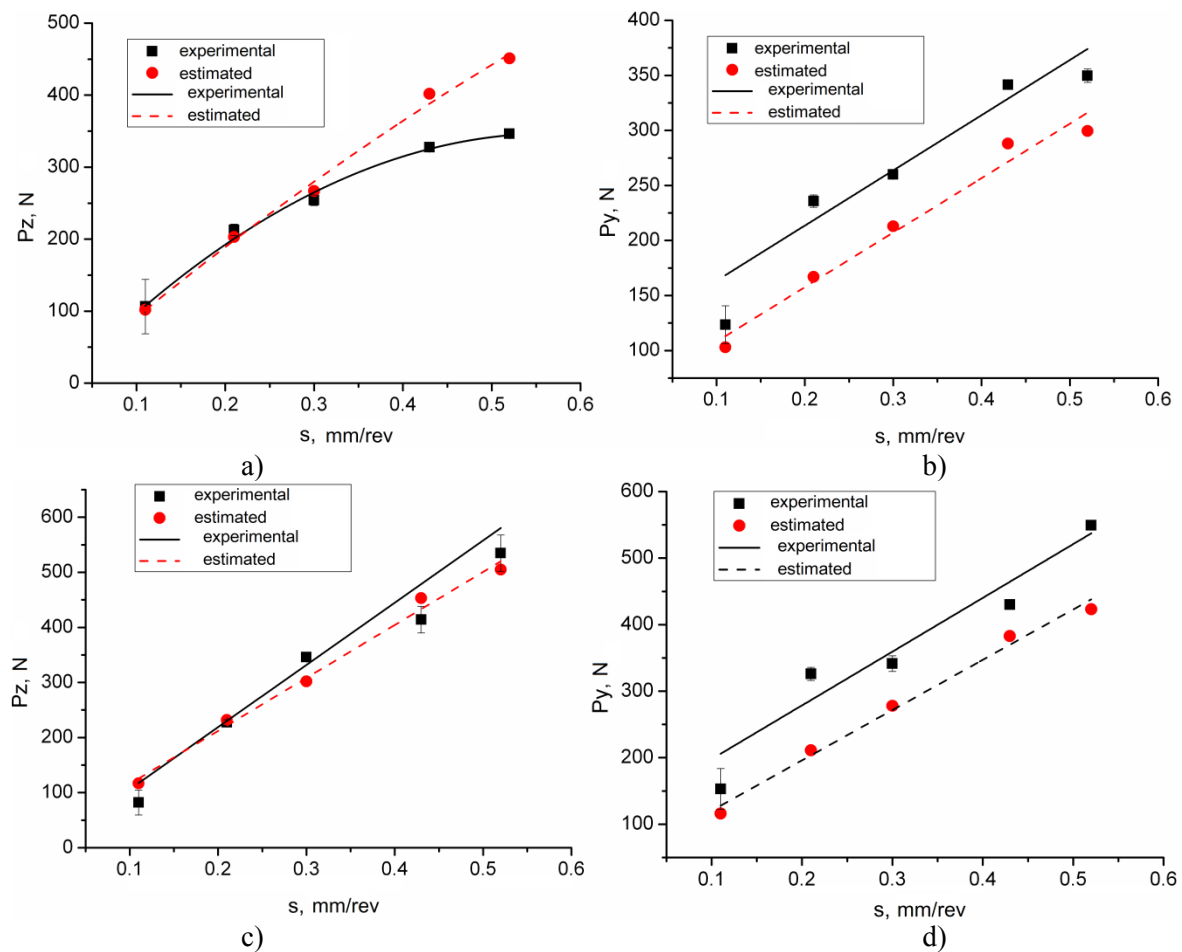 500
400
300
200
100
0
Pz, N
experimental
estimated
experimental
estimated
0.1 0.2 0.3 0.4 0.5 0.6
s, mm/rev
a)
400
350
300
250
200
150
100
Py, N
experimental
estimated
experimental
estimated
0.1 0.2 0.3 0.4 0.5 0.6
s, mm/rev
b)
600
500
400
300
200
100
0
Pz, N
experimental
estimated
experimental
estimated
0.1 0.2 0.3 0.4 0.5 0.6
s, mm/rev
c)
600
500
400
300
200
100
Py, N
experimental
estimated
experimental
estimated
0.1 0.2 0.3 0.4 0.5 0.6
s, mm/rev
d)